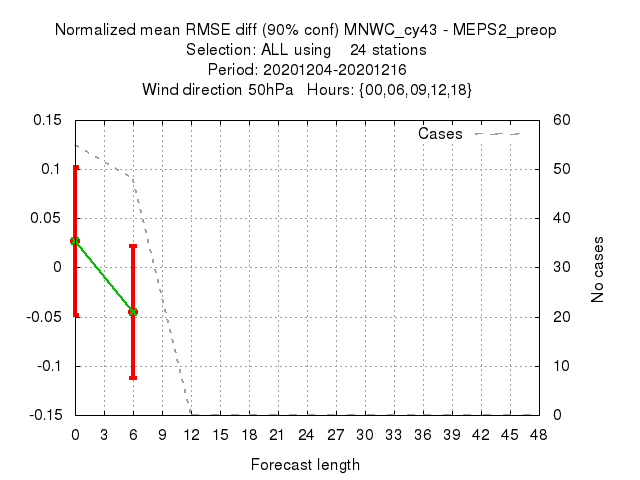 Normalized mean RMSE diff (90% conf) MNWC_cy43 - MEPS2_preop
Selection: ALL using 24 stations
Period: 20201204-20201216
Wind direction 50hPa Hours: {00,06,09,12,18}
Cases
0.15
0.1
0.05
0
-0.05
-0.1
-0.15
60
50
40
30
20
10
0
No cases
0 3 6 9 12 15 18 21 24 27 30 33 36 39 42 45 48
Forecast length